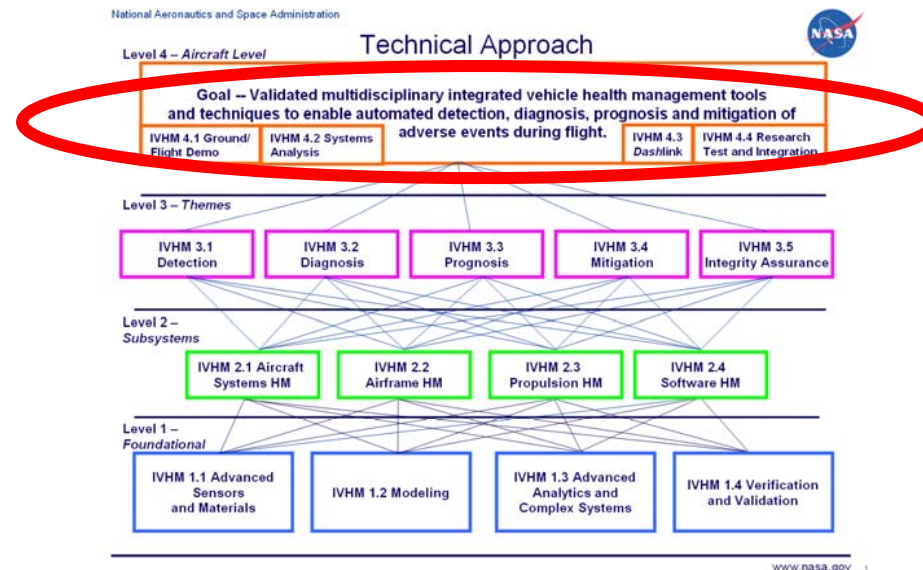 National Aeronautics and Space Administration
NASA
Technical Approach
Level 4 – Aircraft Level
Goal -- Validated multidisciplinary integrated vehicle health management tools
and techniques to enable automated detection, diagnosis, prognosis and mitigation of
adverse events during flight.
IVHM 4.1 Ground/
Flight Demo
IVHM 4.2 Systems
Analysis
IVHM 4.3
Dashlink
IVHM 4.4 Research
Test and Integration
Level 3 – Themes
IVHM 3.1
Detection
IVHM 3.2
Diagnosis
IVHM 3.3
Prognosis
IVHM 3.4
Mitigation
IVHM 3.5
Integrity Assurance
Level 2 –
Subsystems
IVHM 2.1 Aircraft
Systems HM
IVHM 2.2
Airframe HM
IVHM 2.3
Propulsion HM
IVHM 2.4
Software HM
Level 1 –
Foundational
IVHM 1.1 Advanced
Sensors
and Materials
IVHM 1.2 Modeling
IVHM 1.3 Advanced
Analytics and
Complex Systems
IVHM 1.4 Verification
and Validation
www.nasa.gov